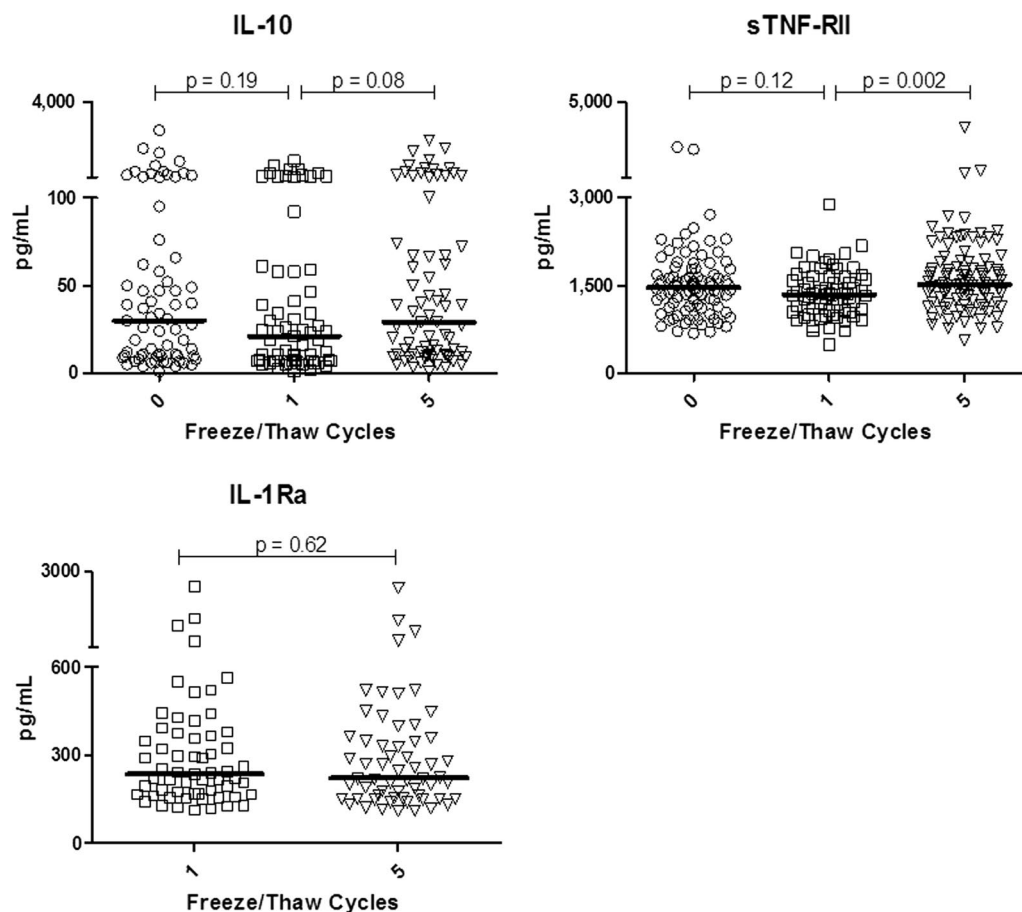 IL-10
p = 0.19
p = 0.08
4,000
100
50
0
pg/mL
0
1
5
Freeze/Thaw Cycles
sTNF-RII
p = 0.12
p = 0.002
5,000
3,000
1,500
0
pg/mL
0
1
5
Freeze/Thaw Cycles
IL-1Ra
p = 0.62
3000
600
300
0
pg/mL
1
5
Freeze/Thaw Cycles